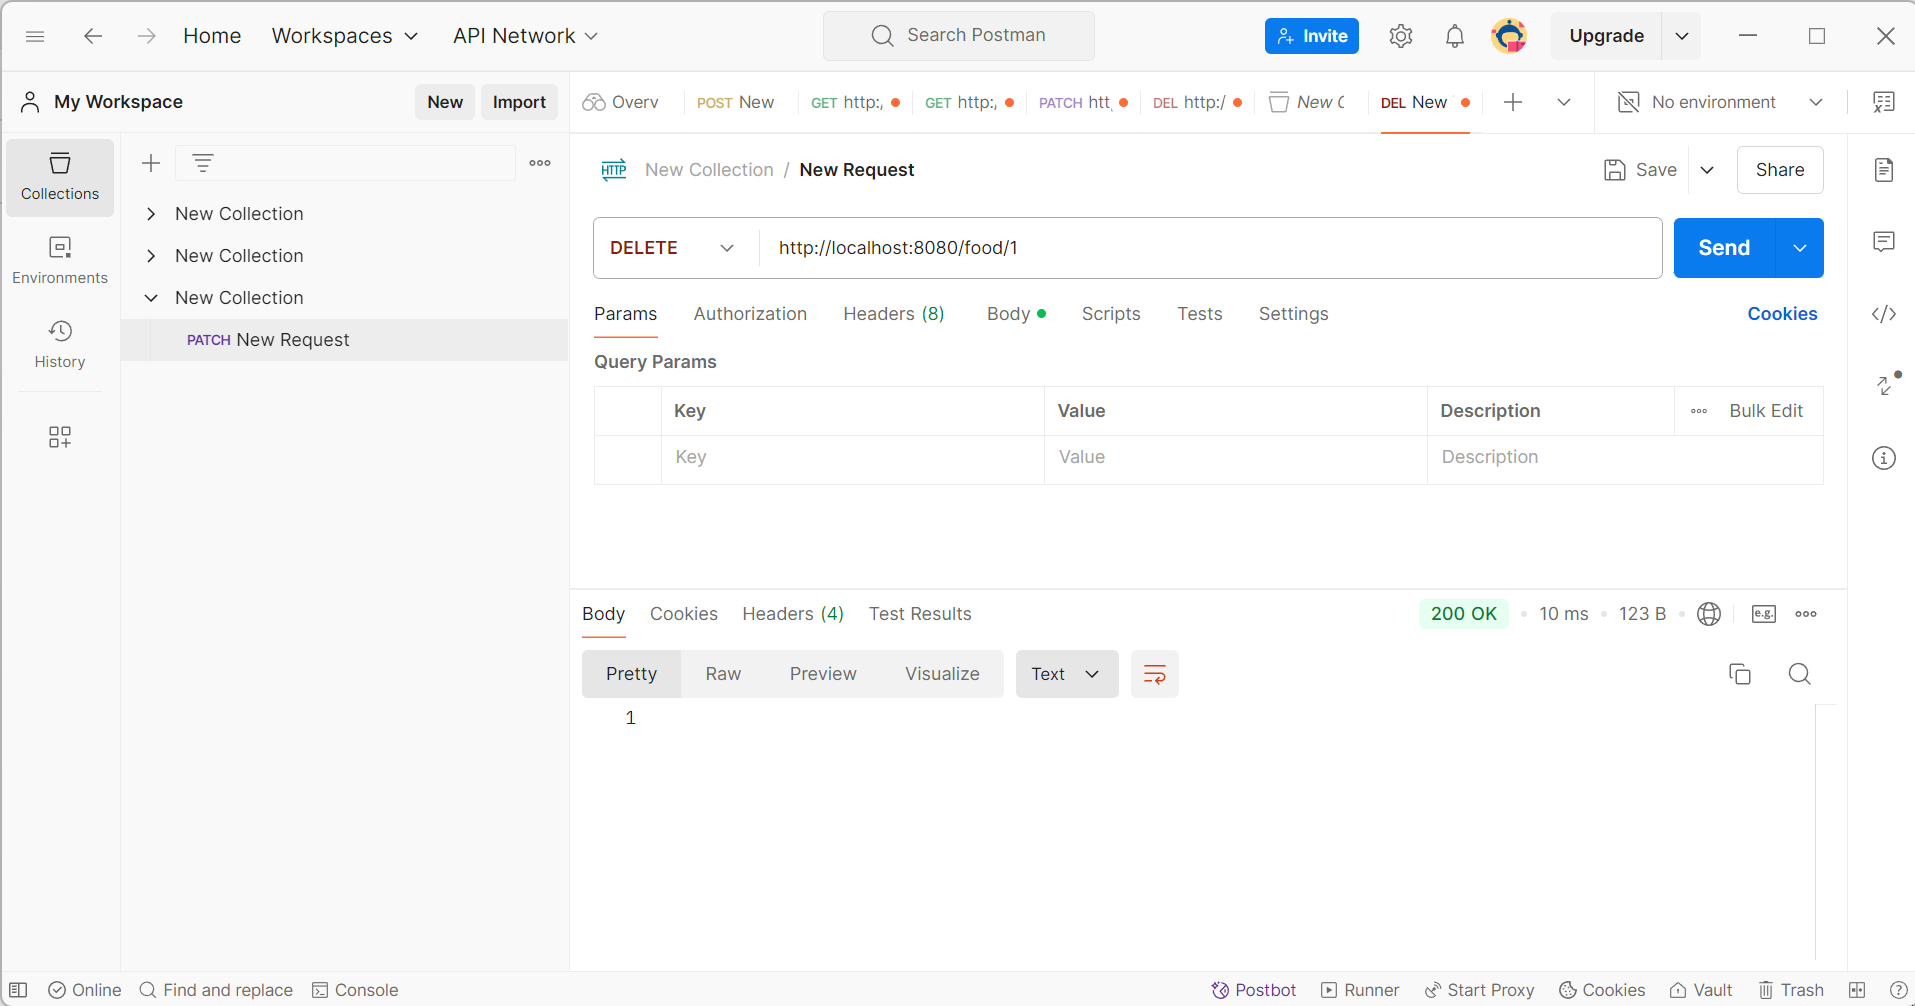 Home Workspaces API Network Search Postman Invite Upgrade
My Workspace New Import Overv POST New GET http:/ GET http:/ PATCH htt DEL http:/ New C DEL New No environment
Collections
Environments
History
New Collection
New Collection
New Collection
PATCH New Request
HTTP New Collection / New Request Save Share
DELETE http://localhost:8080/food/1 Send
Params Authorization Headers (8) Body Scripts Tests Settings Cookies
Query Params
Key Value Description Bulk Edit
Key Value Description
Body Cookies Headers (4) Test Results 200 OK 10 ms 123 B e.g.
Pretty Raw Preview Visualize Text
1
Online Find and replace Console Postbot Runner Start Proxy Cookies Vault Trash